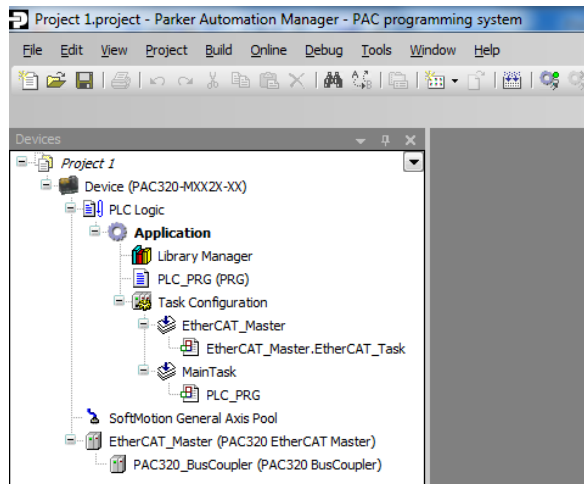 Project 1.project - Parker Automation Manager - PAC programming system
File Edit View Project Build Online Debug Tools Window Help
Devices
Project 1
Device (PAC320-MXX2X-XX)
PLC Logic
Application
Library Manager
PLC_PRG (PRG)
Task Configuration
EtherCAT_Master
EtherCAT_Master.EtherCAT_Task
MainTask
PLC_PRG
SoftMotion General Axis Pool
EtherCAT_Master (PAC320 EtherCAT Master)
PAC320_BusCoupler (PAC320 BusCoupler)